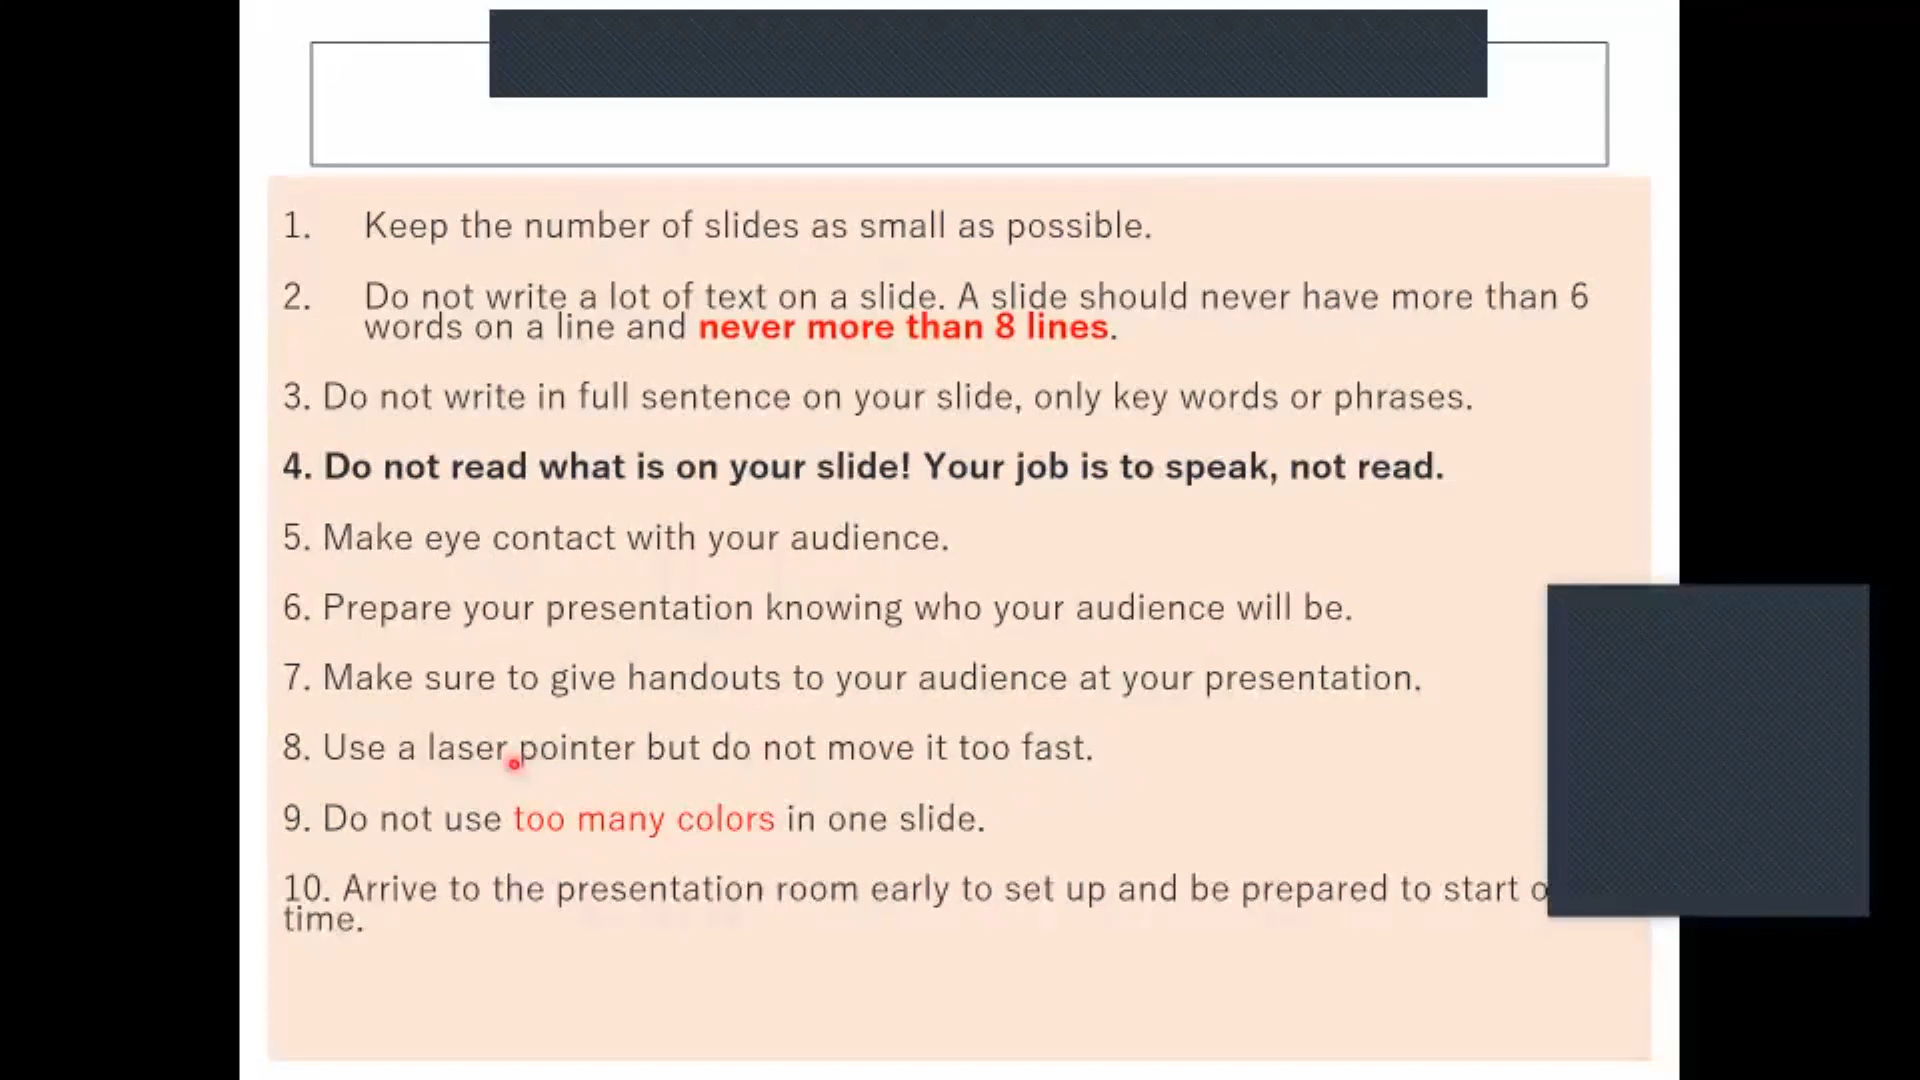 1. Keep the number of slides as small as possible.
2. Do not write a lot of text on a slide. A slide should never have more than 6
words on a line and never more than 8 lines.
3. Do not write in full sentence on your slide, only key words or phrases.
4. Do not read what is on your slide! Your job is to speak, not read.
5. Make eye contact with your audience.
6. Prepare your presentation knowing who your audience will be.
7. Make sure to give handouts to your audience at your presentation.
8. Use a laser pointer but do not move it too fast.
9. Do not use too many colors in one slide.
10. Arrive to the presentation room early to set up and be prepared to start
time.